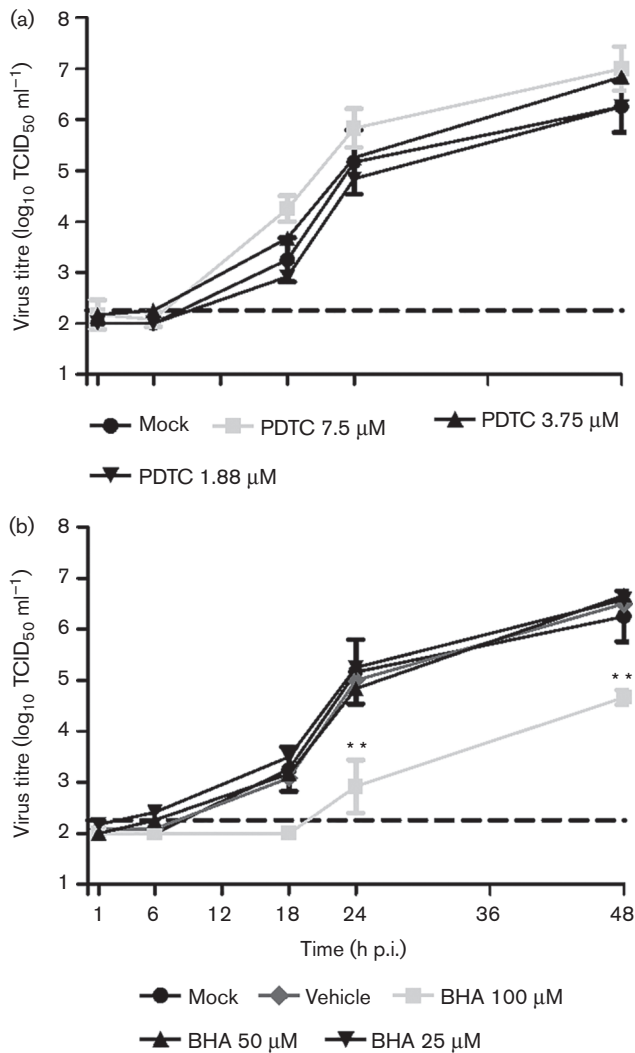 (a)
8
7
6
5
4
3
2
1
Virus titre (log10 TCID50 ml−1)
Mock PDTC 7.5 μM PDTC 3.75 μM
PDTC 1.88 μM
(b)
8
7
6
5
4
3
2
1
Virus titre (log10 TCID50 ml−1)
**
**
1 6 12 18 24 36 48
Time (h p.i.)
Mock Vehicle BHA 100 μM
BHA 50 μM BHA 25 μM